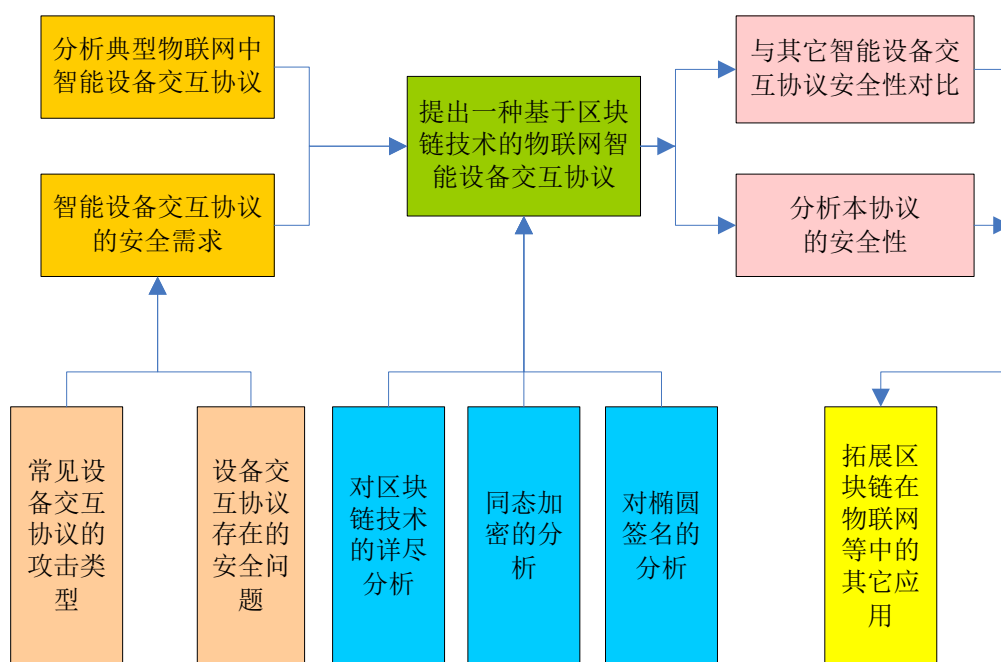 分析典型物联网中
智能设备交互协议
智能设备交互协议
的安全需求
提出一种基于区块
链技术的物联网智
能设备交互协议
与其它智能设备交
互协议安全性对比
分析本协议
的安全性
常见设
备交互
协议的
攻击类
型
设备交
互协议
存在的
安全问
题
对区块
链技术
的详尽
分析
同态加
密的分
析
对椭圆
签名的
分析
拓展区
块链在
物联网
等中的
其它应
用